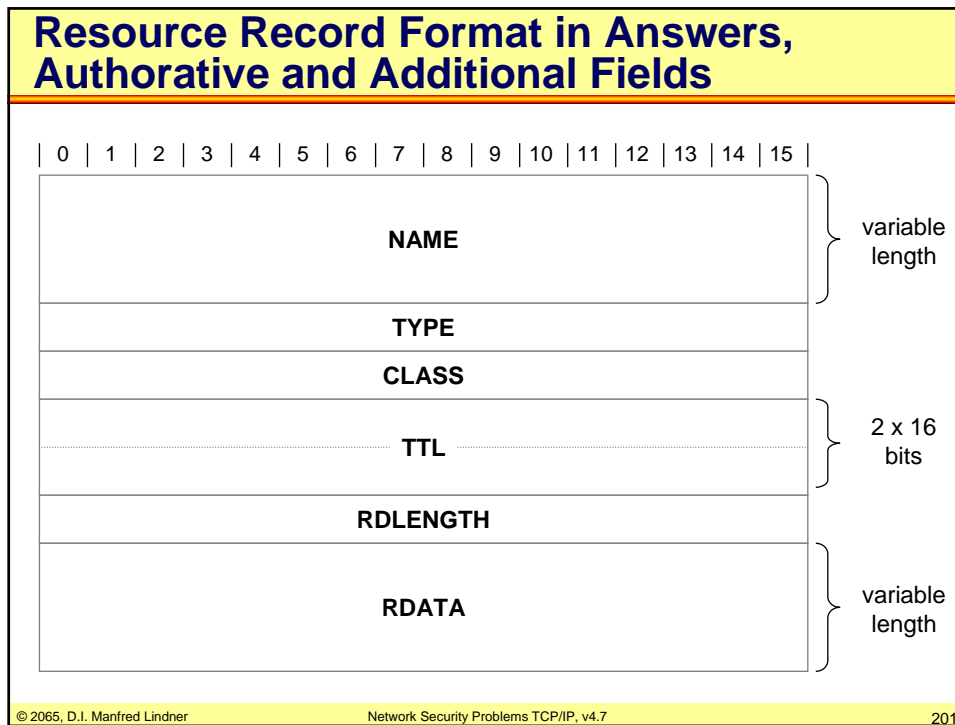 Resource Record Format in Answers,
Authorative and Additional Fields
| 0 | 1 | 2 | 3 | 4 | 5 | 6 | 7 | 8 | 9 | 10 | 11 | 12 | 13 | 14 | 15 |
NAME
variable
length
TYPE
CLASS
TTL
2 x 16
bits
RDLENGTH
RDATA
variable
length
© 2065, D.I. Manfred Lindner Network Security Problems TCP/IP, v4.7 201